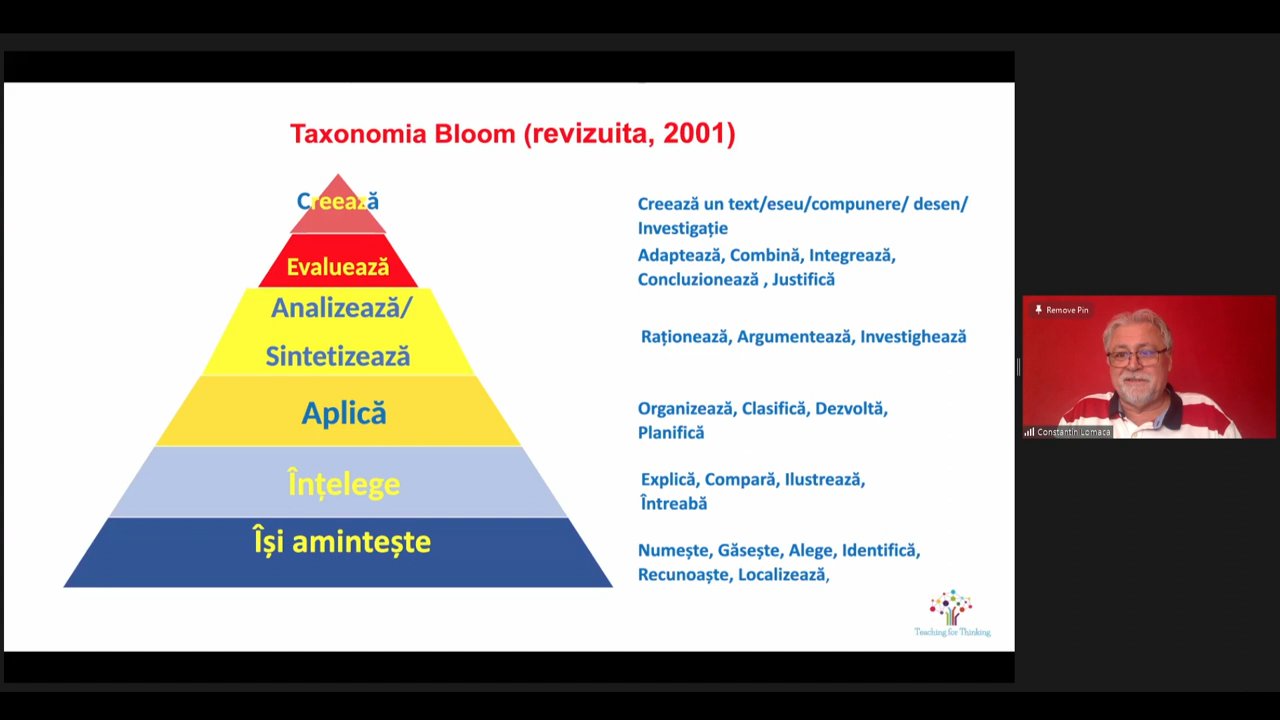 Taxonomia Bloom (revizuita, 2001)
Creează
Creează un text/eseu/compunere/ desen/
Investigație
Evaluează
Adaptează, Combină, Integrează,
Concluzionează , Justifică
Analizează/
Sintetizează
Raționează, Argumentează, Investighează
Aplică
Organizează, Clasifică, Dezvoltă,
Planifică
Înțelege
Explică, Compară, Ilustrează,
Întreabă
Își amintește
Numește, Găsește, Alege, Identifică,
Recunoaște, Localizează,
Teaching for Thinking
Remove Pin
Constantin Lomaca